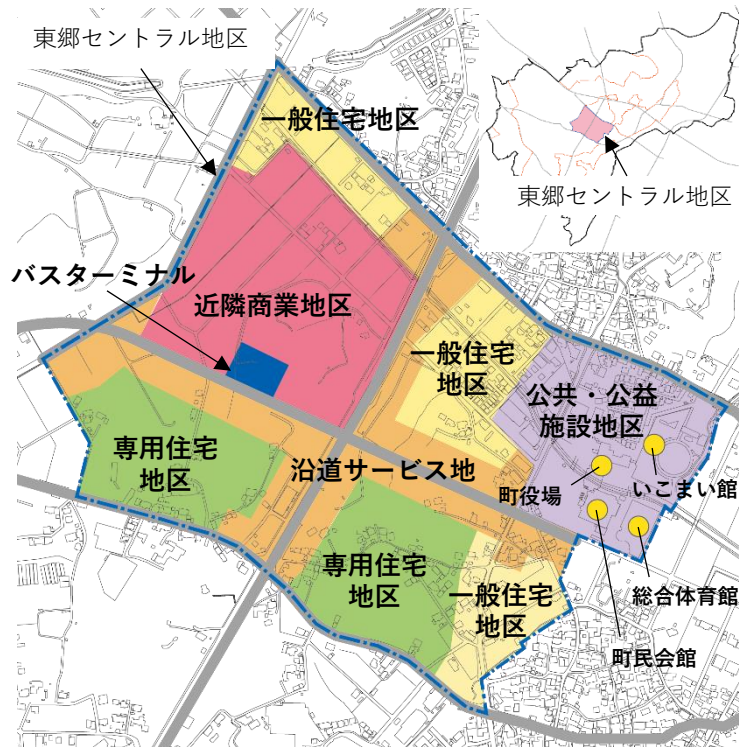 東郷セントラル地区
一般住宅地区
東郷セントラル地区
バスターミナル
近隣商業地区
一般住宅
地区
公共・公益
施設地区
専用住宅
地区
沿道サービス地
町役場
いこまい館
専用住宅
地区
一般住宅
地区
総合体育館
町民会館